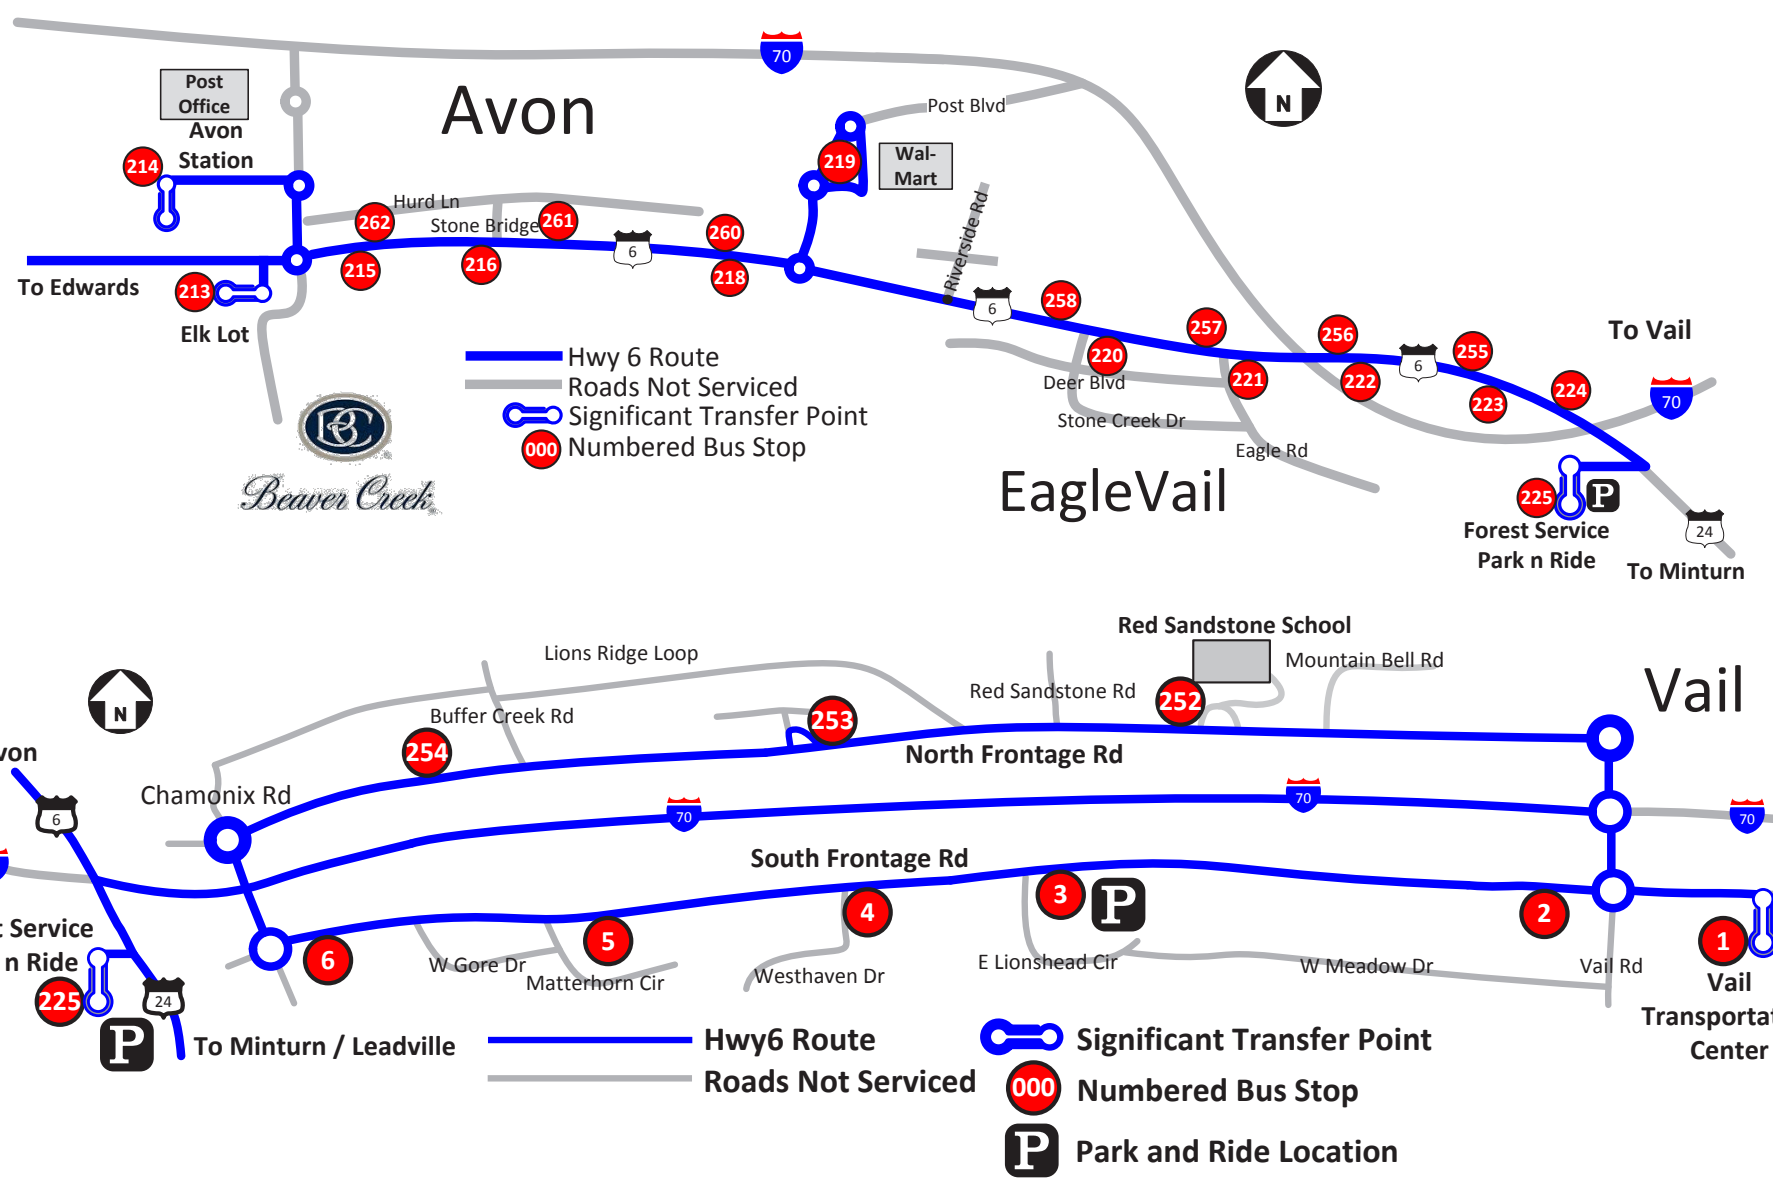 70
Post
Office
Avon
Post Blvd
N
Avon
Station
214
219
Wal-
Mart
Hurd Ln
262
Stone Bridge
261
260
Riverside Rd
215
216
6
218
To Edwards
213
Elk Lot
6
258
257
256
To Vail
220
255
Hwy 6 Route
Roads Not Serviced
Significant Transfer Point
000
Numbered Bus Stop
Deer Blvd
221
222
6
223
224
70
Stone Creek Dr
Eagle Rd
BC
Beaver Creek
EagleVail
225
P
Forest Service
Park n Ride
24
To Minturn
Red Sandstone School
Lions Ridge Loop
Mountain Bell Rd
Vail
N
Red Sandstone Rd
252
Buffer Creek Rd
253
254
North Frontage Rd
von
Chamonix Rd
6
70
70
70
South Frontage Rd
t Service
n Ride
225
P
24
To Minturn / Leadville
6
W Gore Dr
5
Matterhorn Cir
4
Westhaven Dr
3
P
E Lionshead Cir
W Meadow Dr
2
Vail Rd
1
Vail
Transportat
Center
Hwy6 Route
Roads Not Serviced
Significant Transfer Point
000
Numbered Bus Stop
P
Park and Ride Location